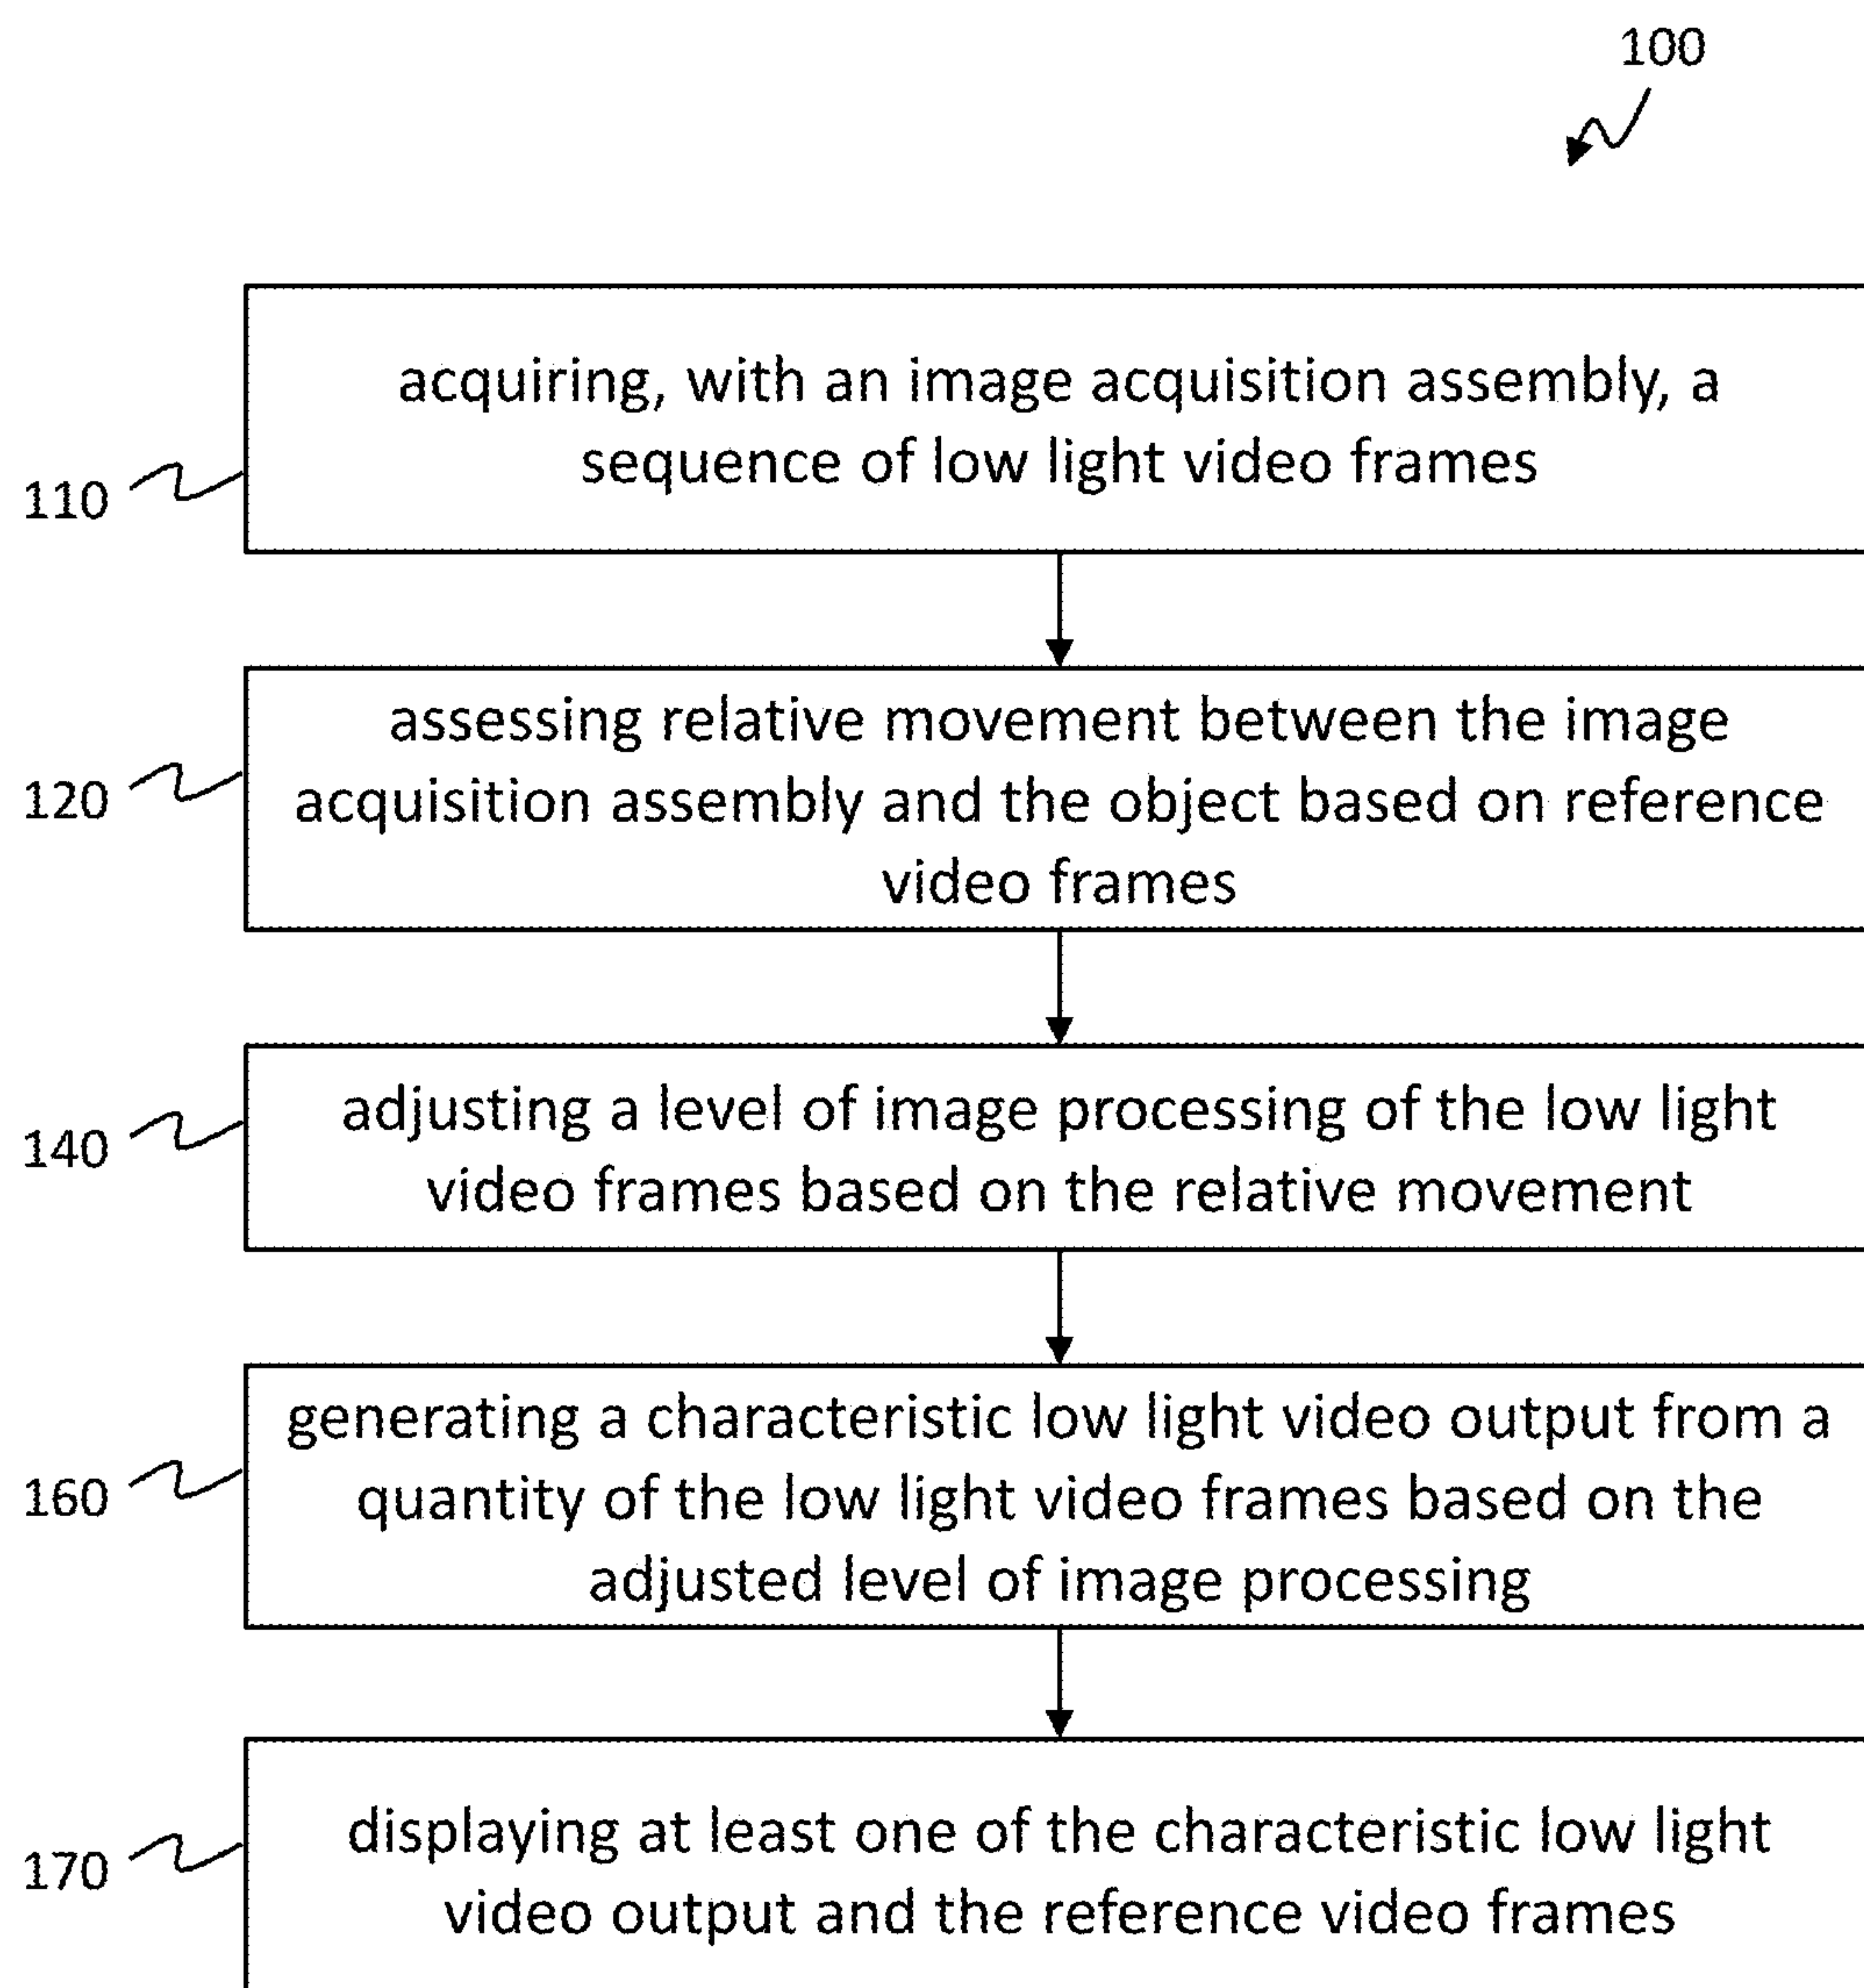 100
acquiring, with an image acquisition assembly, a
sequence of low light video frames
110
assessing relative movement between the image
acquisition assembly and the object based on reference
video frames
120
adjusting a level of image processing of the low light
video frames based on the relative movement
140
generating a characteristic low light video output from a
quantity of the low light video frames based on the
adjusted level of image processing
160
displaying at least one of the characteristic low light
video output and the reference video frames
170